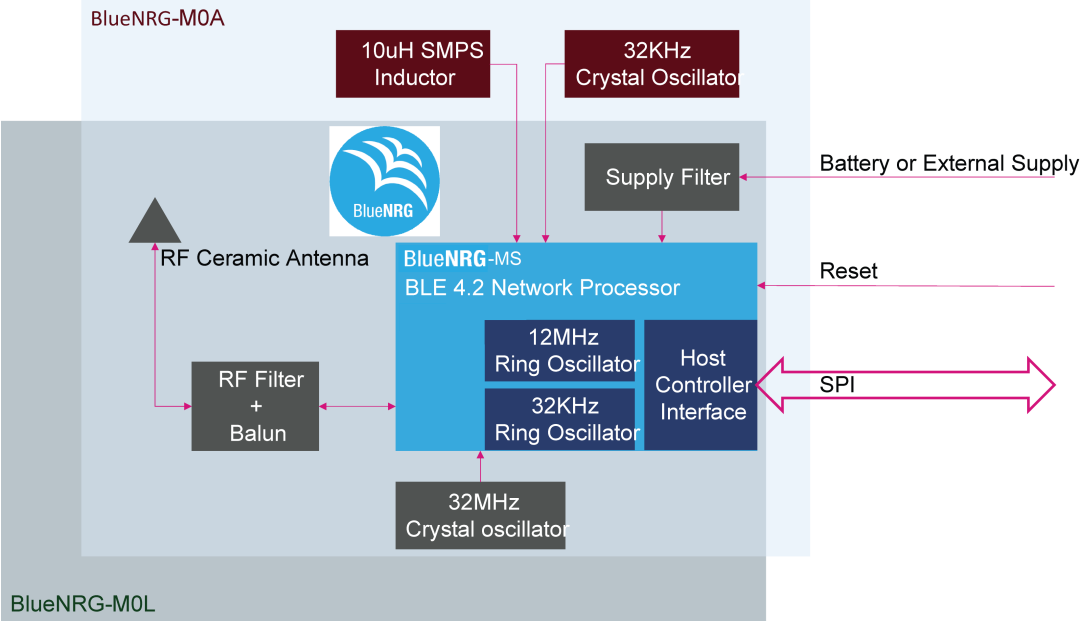 BlueNRG-M0A
10uH SMPS
Inductor
32KHz
Crystal Oscillator
BlueNRG
Supply Filter
Battery or External Supply
RF Ceramic Antenna
BlueNRG-MS
BLE 4.2 Network Processor
Reset
12MHz
Ring Oscillator
32KHz
Ring Oscillator
Host
Controller
Interface
SPI
RF Filter
+
Balun
32MHz
Crystal oscillator
BlueNRG-M0L